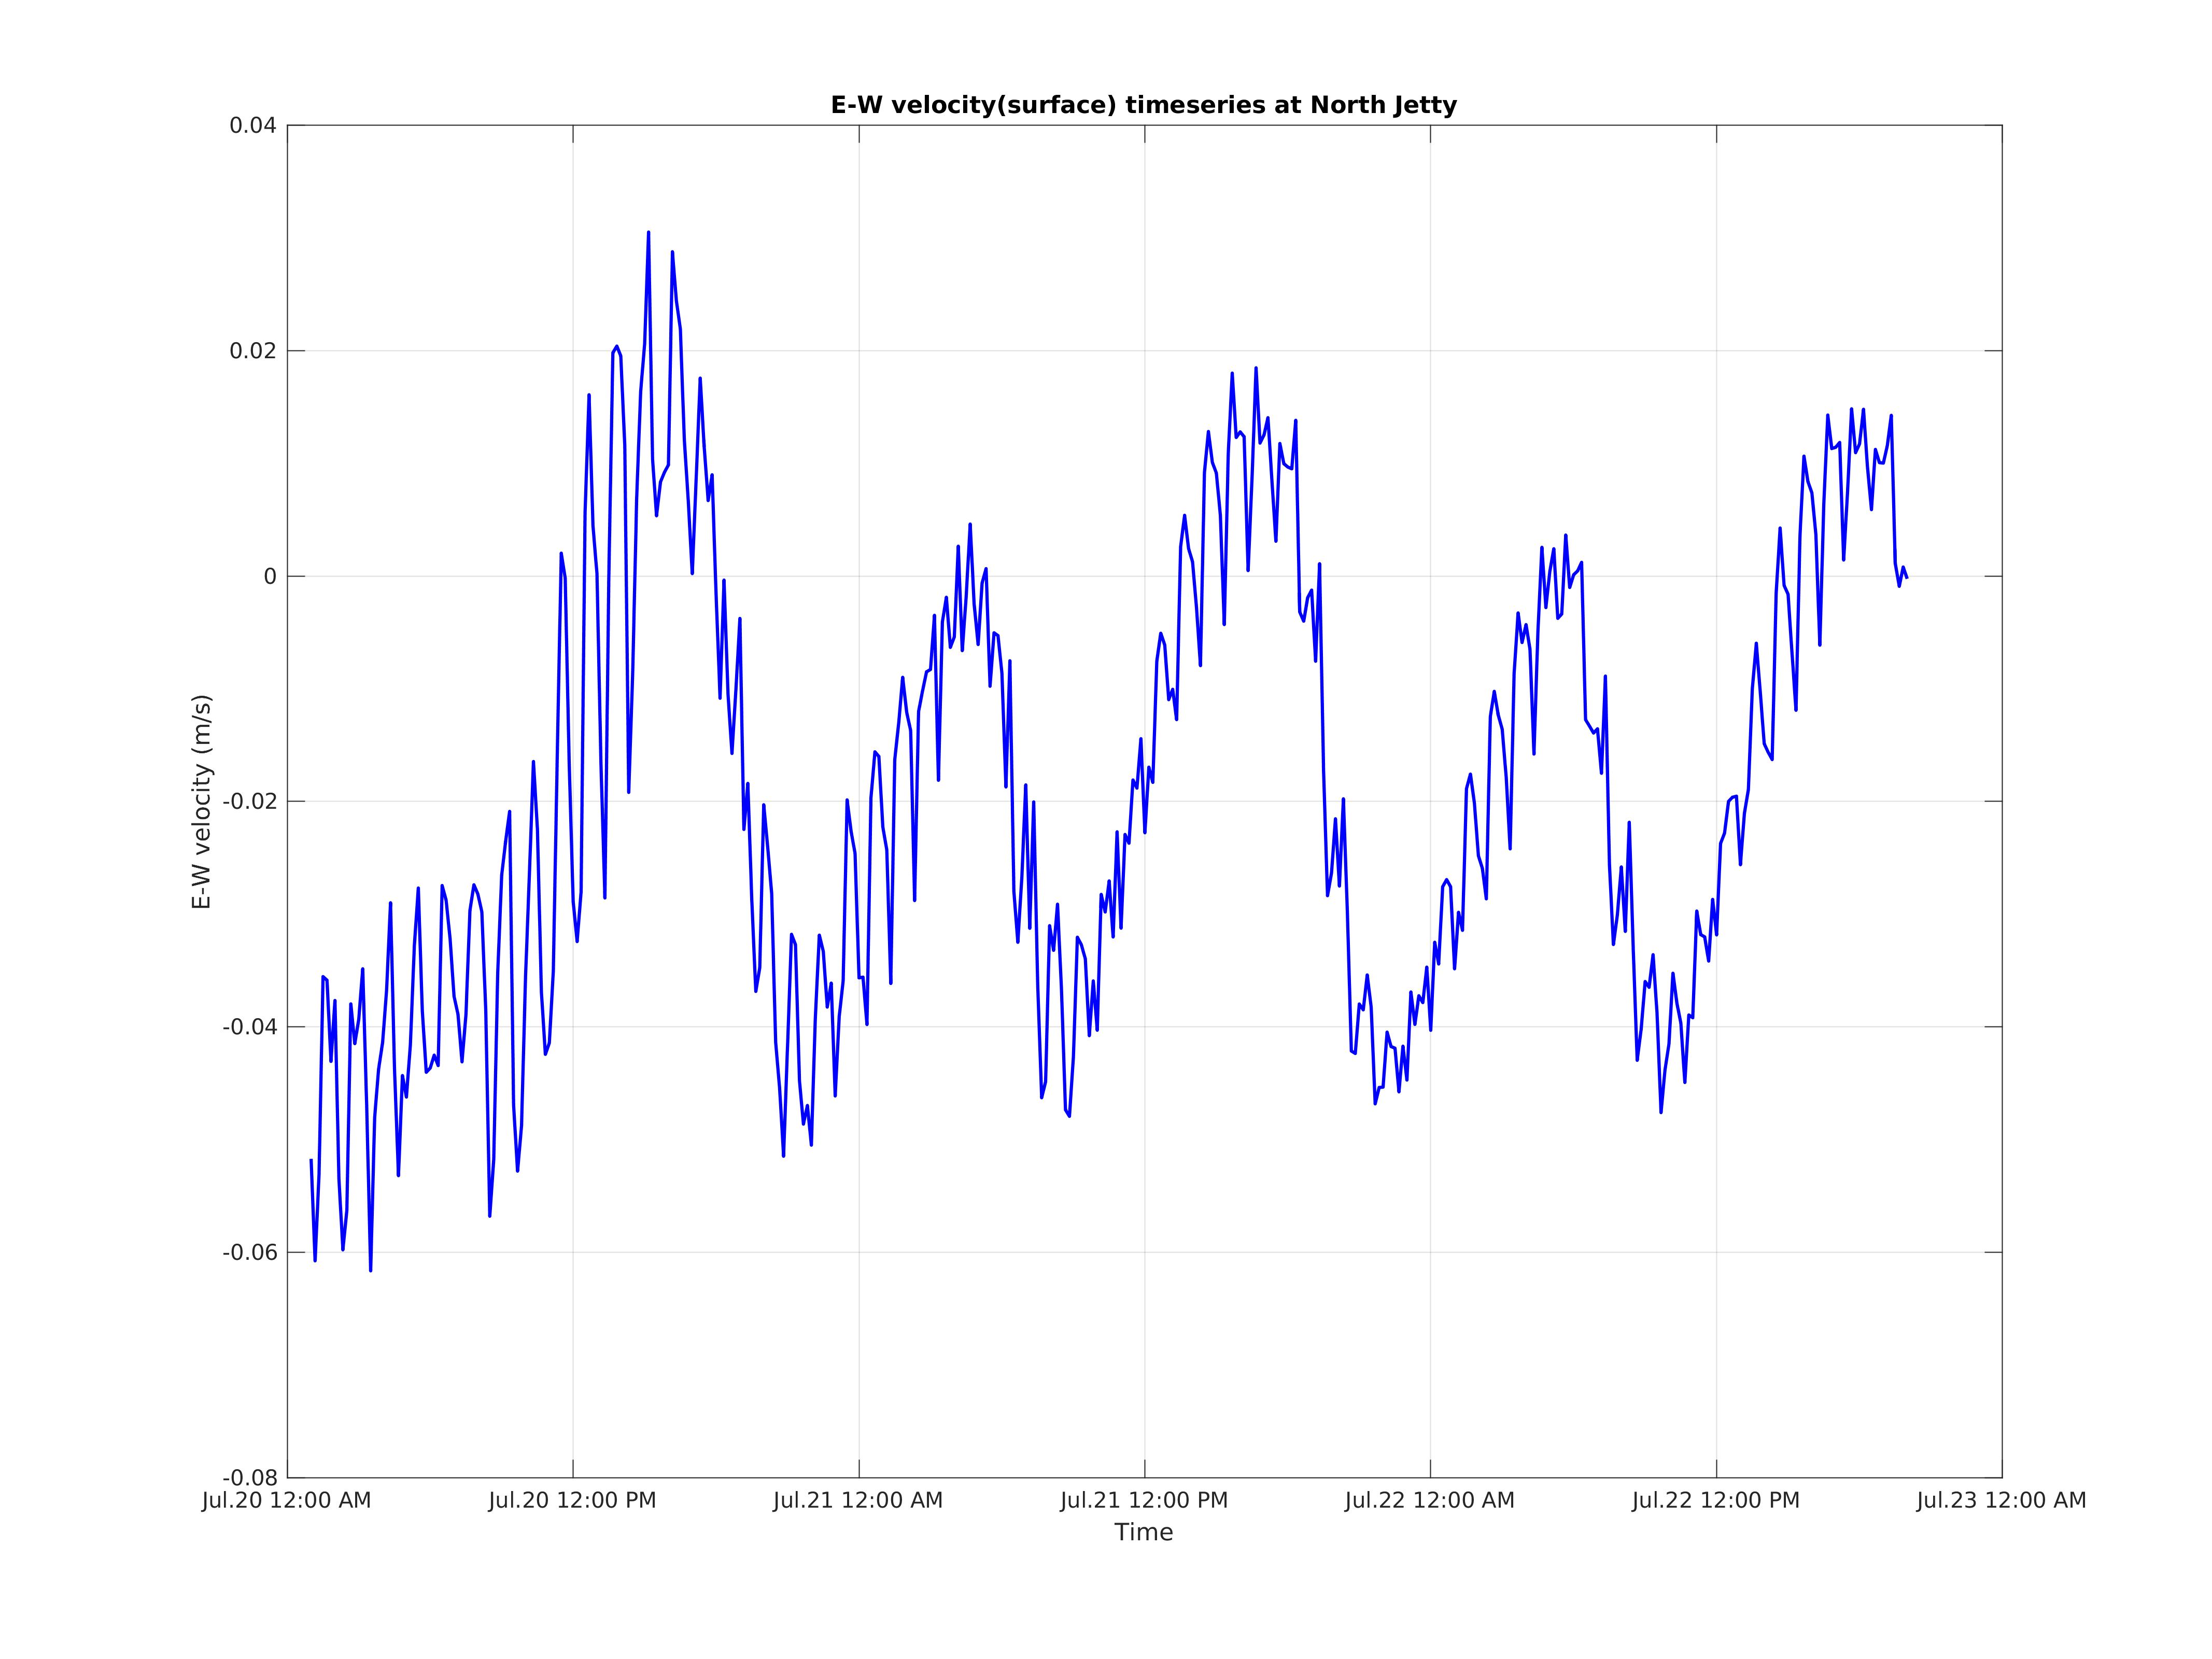 E-W velocity(surface) timeseries at North Jetty
0.04
0.02
0
-0.02
-0.04
-0.06
-0.08
E-W velocity (m/s)
Jul.20 12:00 AM Jul.20 12:00 PM Jul.21 12:00 AM Jul.21 12:00 PM Jul.22 12:00 AM Jul.22 12:00 PM Jul.23 12:00 AM
Time